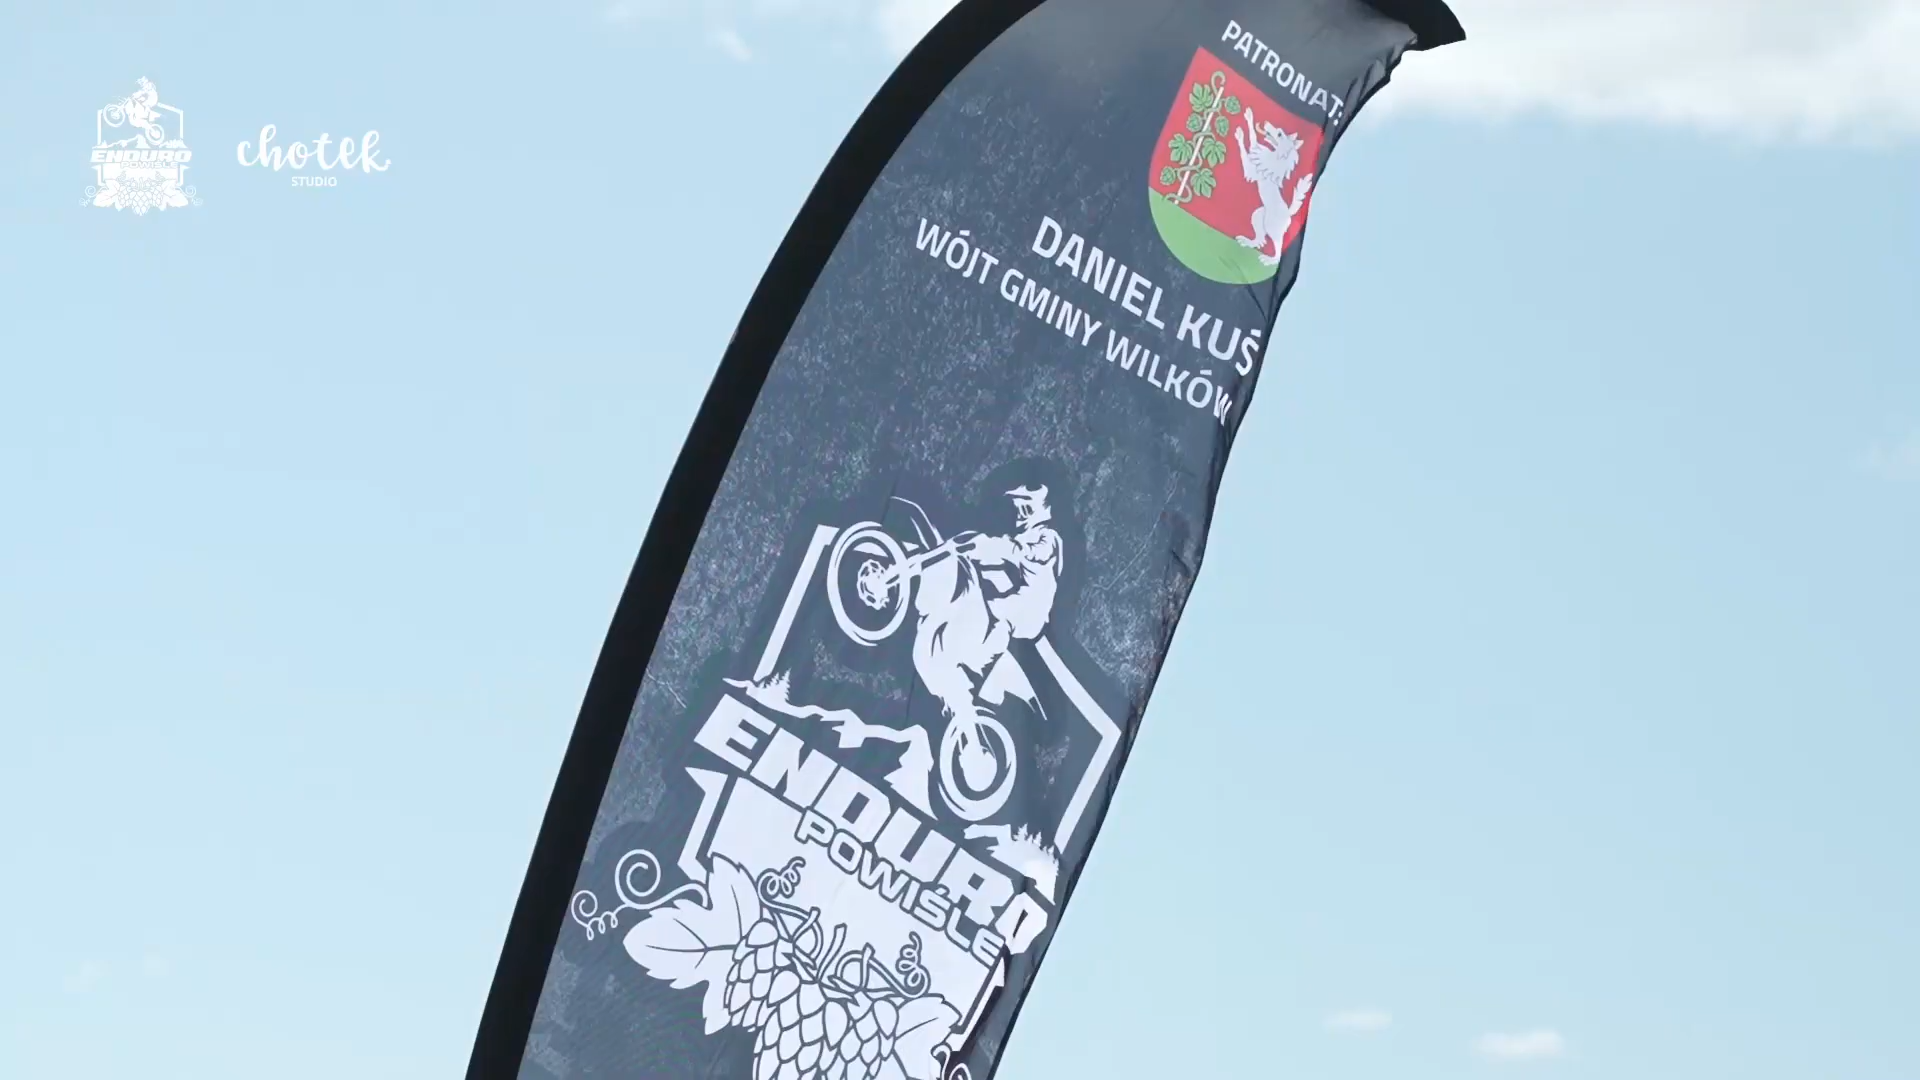 ENDURO
POWIŚLE
chotek
STUDIO
PATRONAT:
DANIEL KUŚ
WÓJT GMINY WILKÓW
ENDURO
POWIŚLE